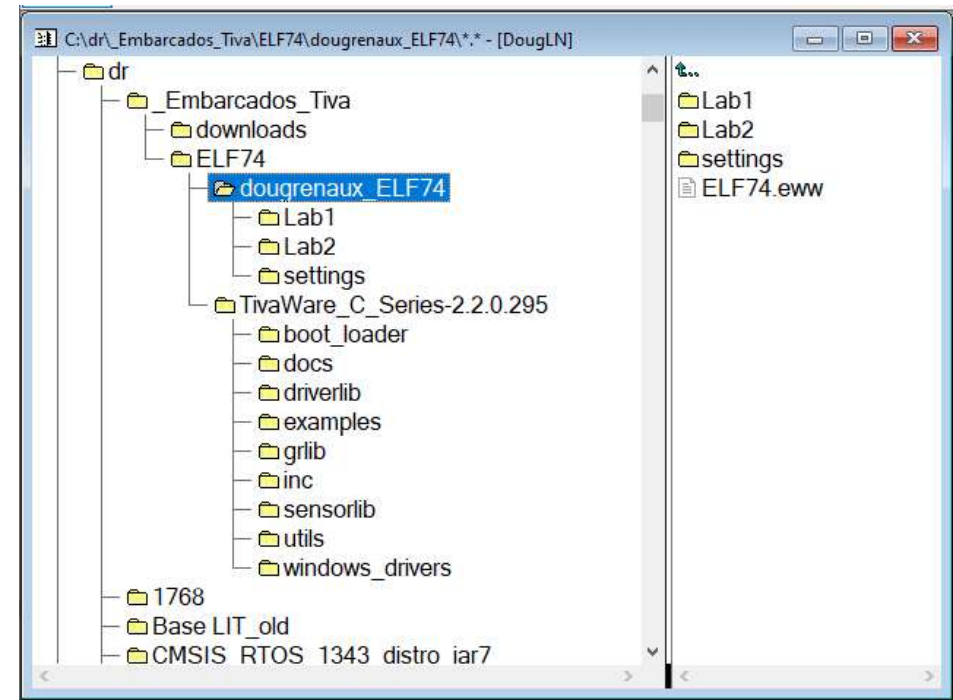 C:\dr\_Embarcados_Tiva\ELF74\dougrenaux_ELF74\*.* - [DougLN]
dr
_Embarcados_Tiva
downloads
ELF74
dougrenaux_ELF74
Lab1
Lab2
settings
TivaWare_C_Series-2.2.0.295
boot_loader
docs
driverlib
examples
grlib
inc
sensorlib
utils
windows_drivers
1768
Base LIT_old
CMSIS_RTOS_1343_distro_iar7
Lab1
Lab2
settings
ELF74.eww